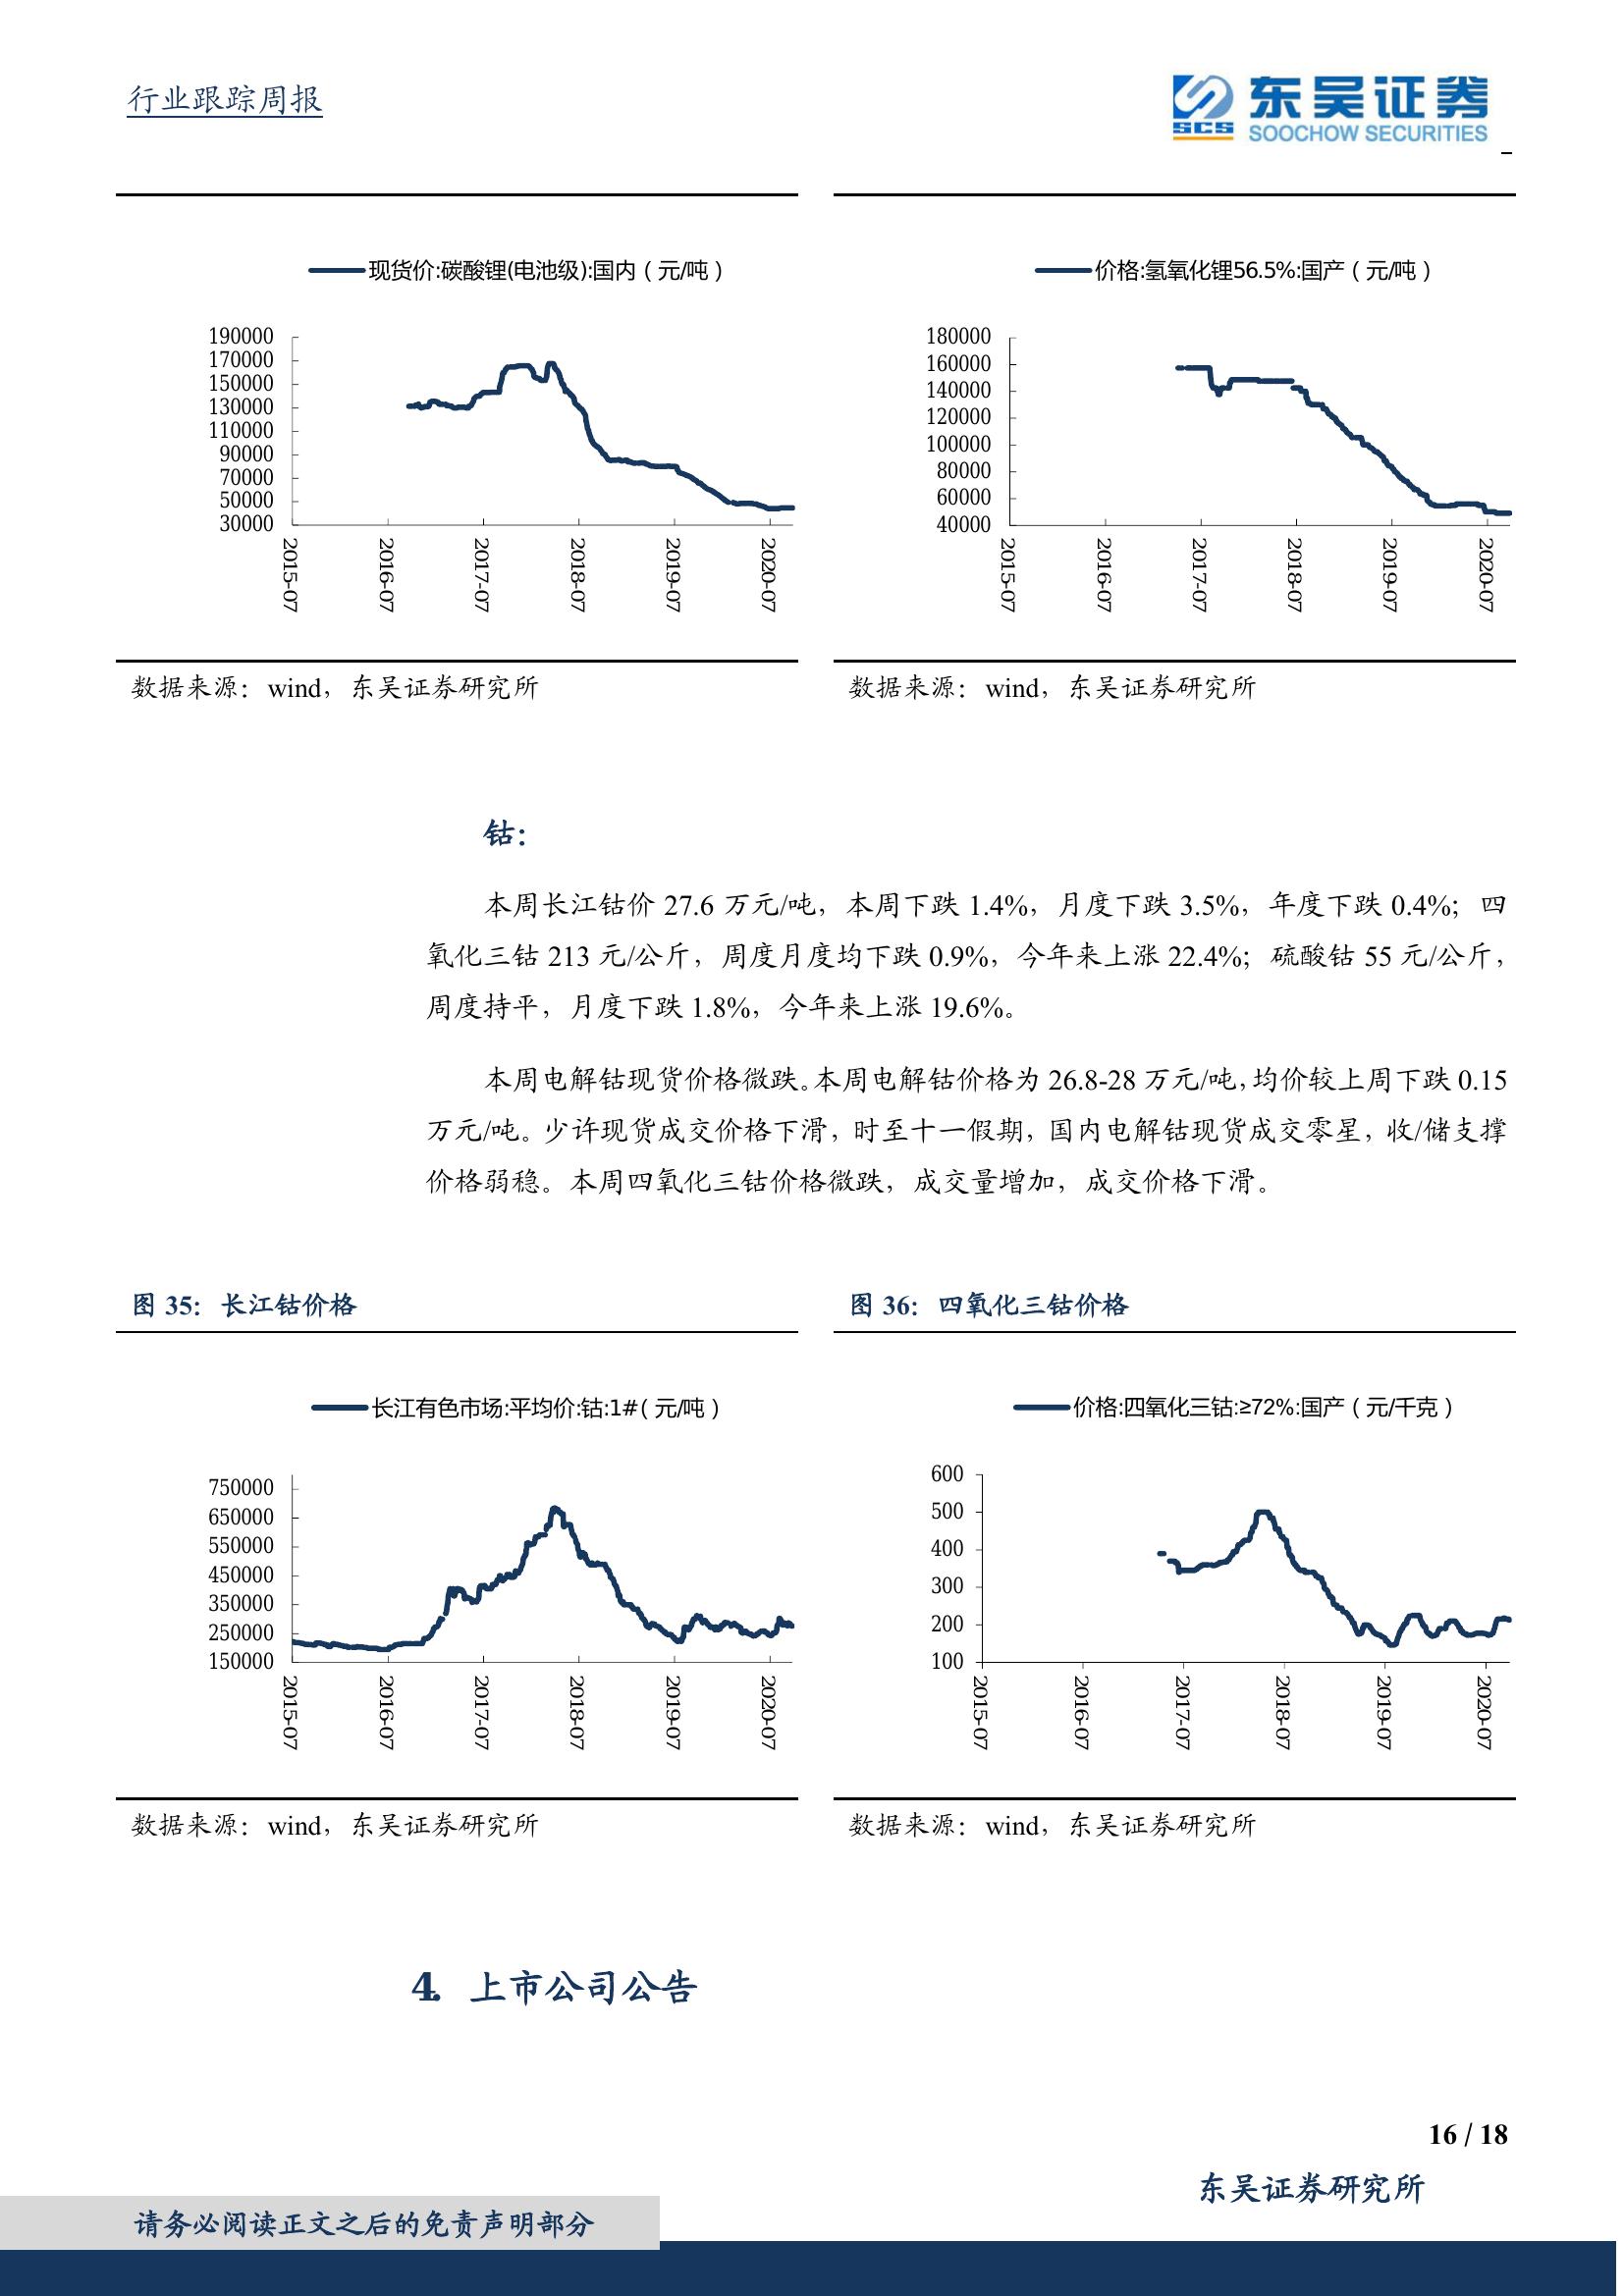 行业跟踪周报
东吴证券
SCS
SOOCHOW SECURITIES
现货价:碳酸锂(电池级):国内（元/吨）
190000
170000
150000
130000
110000
90000
70000
50000
30000
2015-07
2016-07
2017-07
2018-07
2019-07
2020-07
价格:氢氧化锂56.5%:国产（元/吨）
180000
160000
140000
120000
100000
80000
60000
40000
2015-07
2016-07
2017-07
2018-07
2019-07
2020-07
数据来源：wind，东吴证券研究所
数据来源：wind，东吴证券研究所
钴：
本周长江钴价 27.6 万元/吨，本周下跌 1.4%，月度下跌 3.5%，年度下跌 0.4%；四
氧化三钴 213 元/公斤，周度月度均下跌 0.9%，今年来上涨 22.4%；硫酸钴 55 元/公斤，
周度持平，月度下跌 1.8%，今年来上涨 19.6%。
本周电解钴现货价格微跌。本周电解钴价格为 26.8-28 万元/吨，均价较上周下跌 0.15
万元/吨。少许现货成交价格下滑，时至十一假期，国内电解钴现货成交零星，收/储支撑
价格弱稳。本周四氧化三钴价格微跌，成交量增加，成交价格下滑。
图 35：长江钴价格
图 36：四氧化三钴价格
长江有色市场:平均价:钴:1#（元/吨）
750000
650000
550000
450000
350000
250000
150000
2015-07
2016-07
2017-07
2018-07
2019-07
2020-07
价格:四氧化三钴:≥72%:国产（元/千克）
600
500
400
300
200
100
2015-07
2016-07
2017-07
2018-07
2019-07
2020-07
数据来源：wind，东吴证券研究所
数据来源：wind，东吴证券研究所
4. 上市公司公告
16 / 18
东吴证券研究所
请务必阅读正文之后的免责声明部分